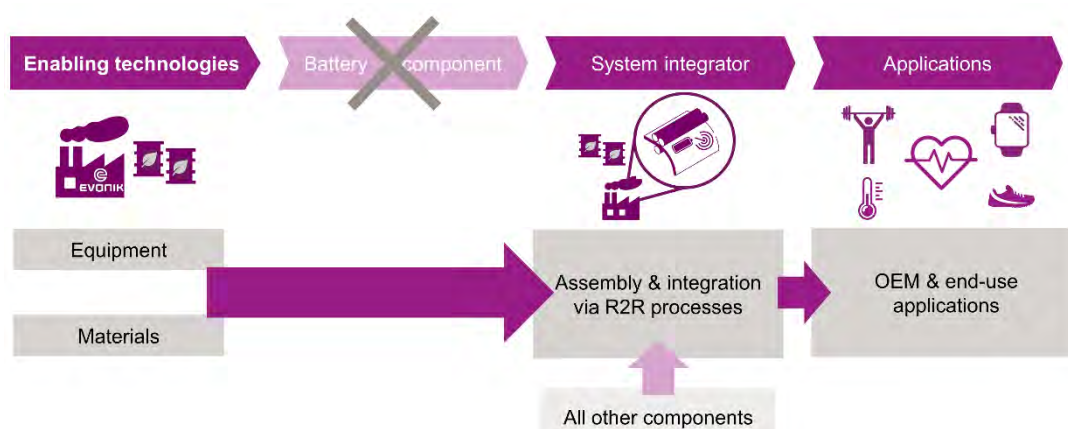 Enabling technologies
Battery component
System integrator
Applications
EVONIK
Equipment
Materials
Assembly & integration
via R2R processes
OEM & end-use
applications
All other components